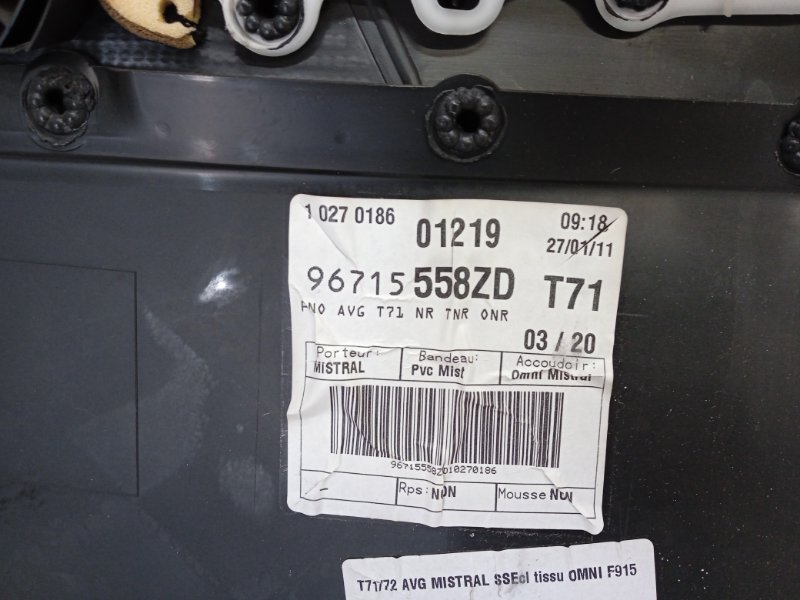 1 027 0186 01219 09:18
27/01/11
96715 558ZD T71
PNO AVG T71 NR TNR ONR
03 / 20
Porteur: Bandeau: Accoudoir:
MISTRAL Pvc Mist Omni Mistral
96715558ZD10270186
- Rps: NON Mousse NON
T71/72 AVG MISTRAL SSEcl tissu OMNI F915